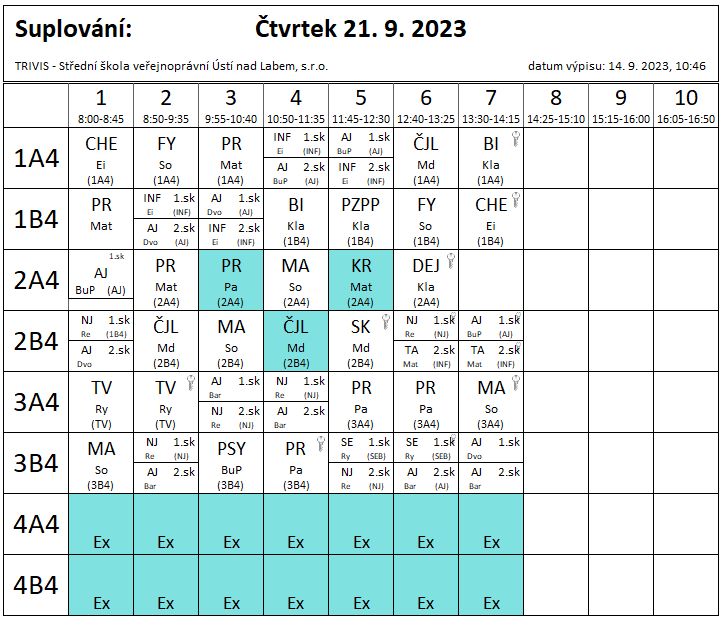 Suplování: Čtvrtek 21. 9. 2023
TRIVIS - Střední škola veřejnoprávní Ústí nad Labem, s.r.o. datum výpisu: 14. 9. 2023, 10:46
1 2 3 4 5 6 7 8 9 10
8:00-8:45 8:50-9:35 9:55-10:40 10:50-11:35 11:45-12:30 12:40-13:25 13:30-14:15 14:25-15:10 15:15-16:00 16:05-16:50
1A4
CHE Ei (1A4)
FY So (1A4)
PR Mat (1A4)
INF 1.sk Ei (INF)
AJ 2.sk BuP (AJ)
AJ 1.sk BuP (AJ)
INF 2.sk Ei (INF)
ČJL Md (1A4)
BI Kla (1A4)
1B4
PR Mat
INF 1.sk Ei (INF)
AJ 2.sk Dvo (AJ)
AJ 1.sk Dvo (AJ)
INF 2.sk Ei (INF)
BI Kla (1B4)
PZPP Kla (1B4)
FY So (1B4)
CHE Ei (1B4)
2A4
1.sk AJ BuP (AJ)
PR Mat (2A4)
PR Pa (2A4)
MA So (2A4)
KR Mat (2A4)
DEJ Kla (2A4)
2B4
NJ 1.sk Re (1B4)
AJ 2.sk Dvo
ČJL Md (2B4)
MA So (2B4)
ČJL Md (2B4)
SK Md (2B4)
NJ 1.sk Re (NJ)
TA 2.sk Mat (INF)
AJ 1.sk BuP (AJ)
TA 2.sk Mat (INF)
3A4
TV Ry (TV)
TV Ry (TV)
AJ 1.sk Bar
NJ 2.sk Re (NJ)
NJ 1.sk Re (NJ)
AJ 2.sk Bar
PR Pa (3A4)
PR Pa (3A4)
MA So (3A4)
3B4
MA So (3B4)
NJ 1.sk Re (NJ)
AJ 2.sk Bar
PSY BuP (3B4)
PR Pa (3B4)
SE 1.sk Ry (SEB)
NJ 2.sk Re (NJ)
SE 1.sk Ry (SEB)
AJ 2.sk Bar (AJ)
AJ 1.sk Dvo
AJ 2.sk Bar
4A4
Ex Ex Ex Ex Ex Ex Ex
4B4
Ex Ex Ex Ex Ex Ex Ex